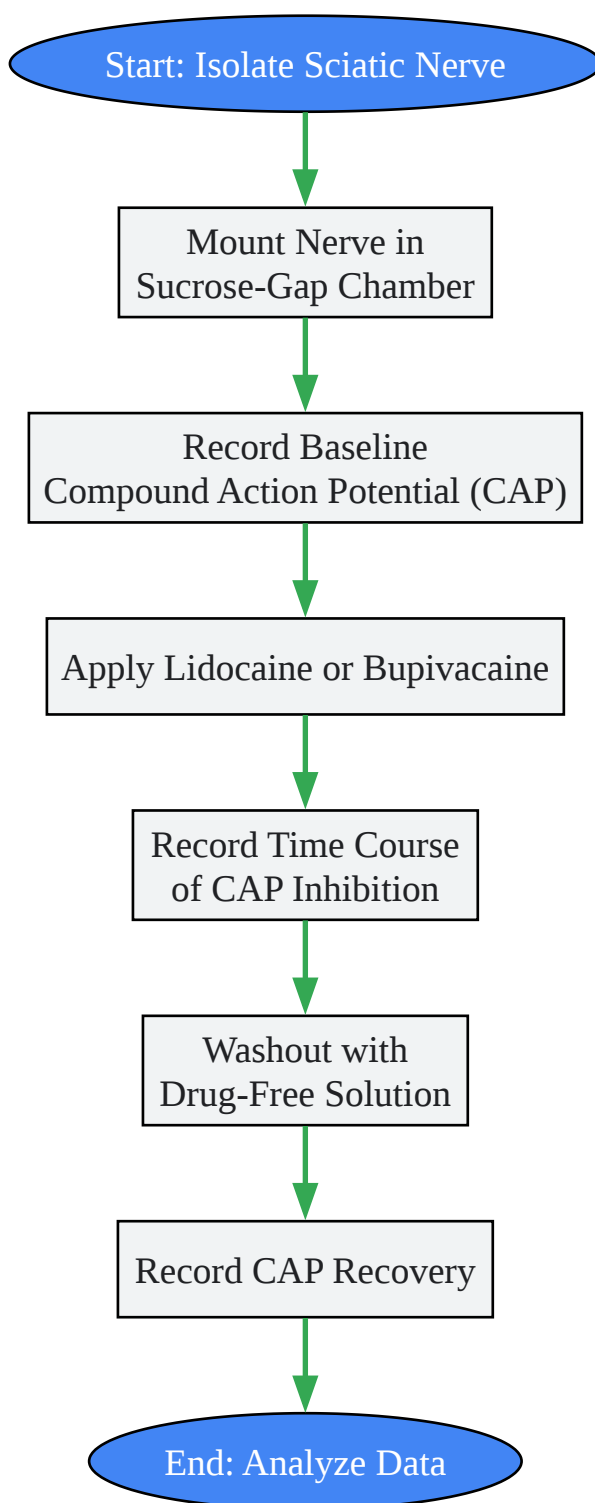 Start: Isolate Sciatic Nerve
Mount Nerve in
Sucrose-Gap Chamber
Record Baseline
Compound Action Potential (CAP)
Apply Lidocaine or Bupivacaine
Record Time Course
of CAP Inhibition
Washout with
Drug-Free Solution
Record CAP Recovery
End: Analyze Data